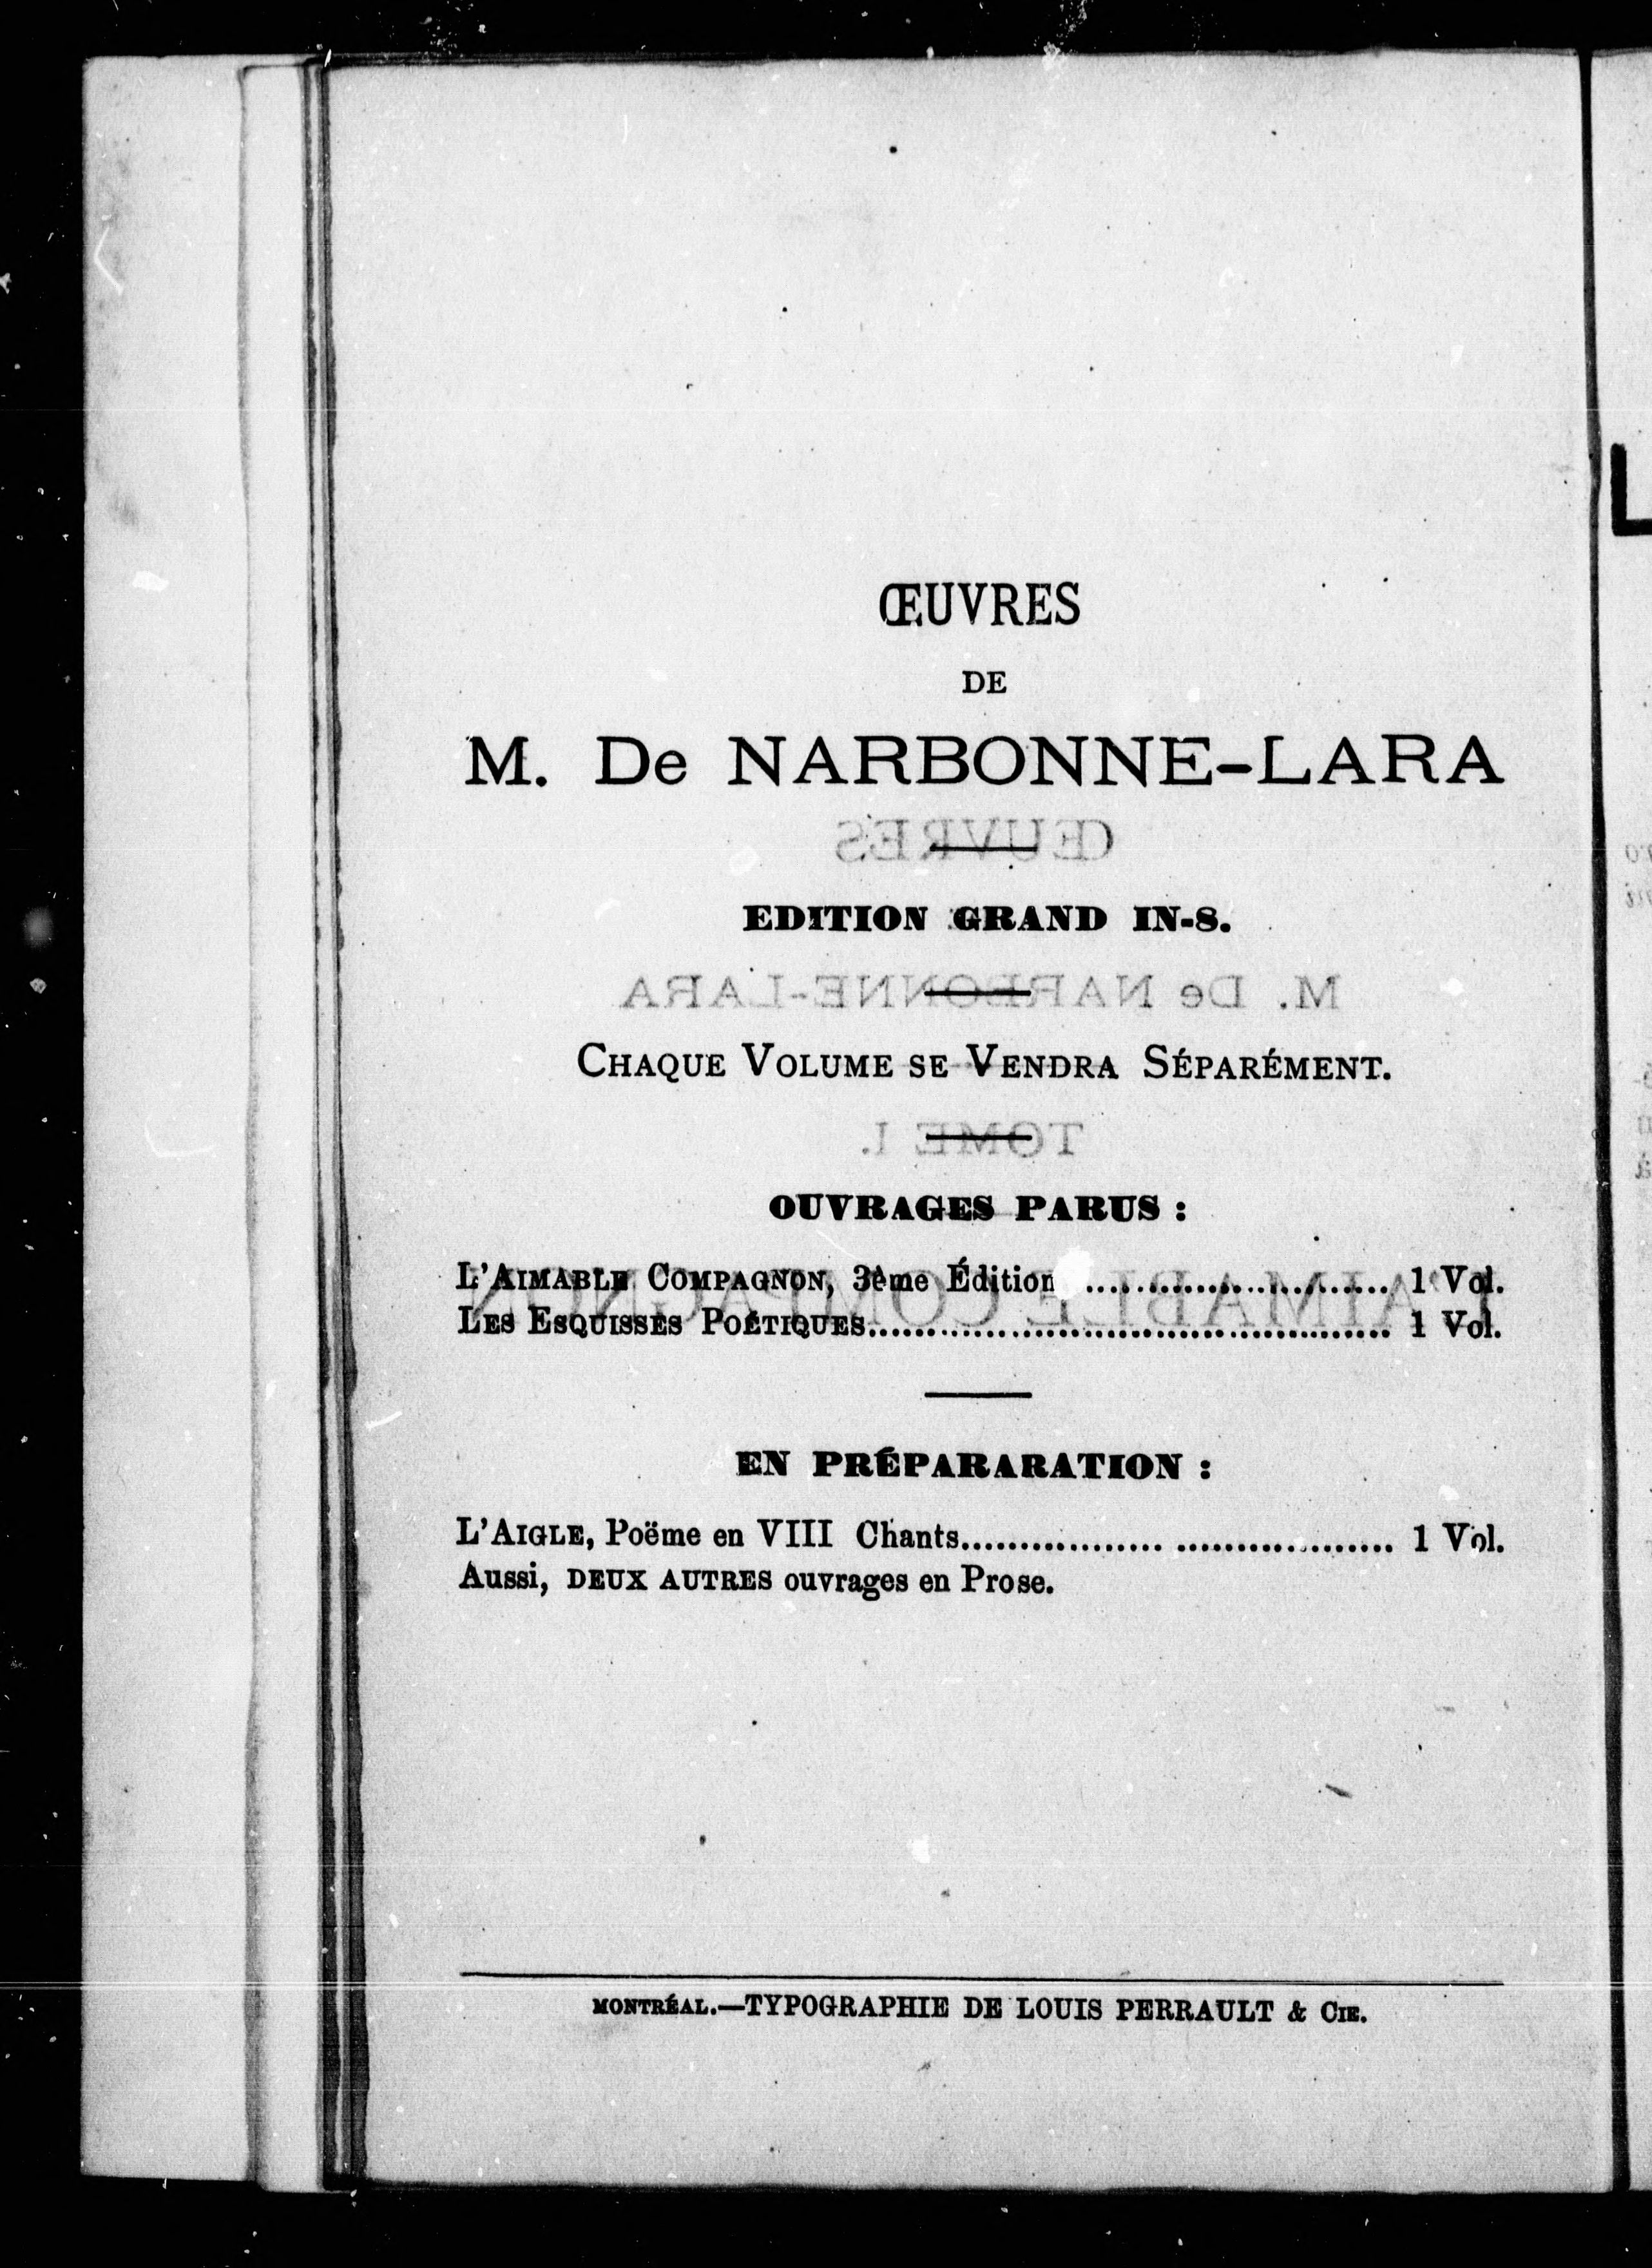 ŒUVRES
DE
M. De NARBONNE-LARA
EDITION GRAND IN-8.
CHAQUE VOLUME SE VENDRA SÉPARÉMENT.
OUVRAGES PARUS :
L'AIMABLE COMPAGNON, 3ème Édition .......................... 1 Vol.
LES ESQUISSES POÉTIQUES............................................. 1 Vol.
EN PRÉPARARATION :
L'AIGLE, Poëme en VIII Chants................. .................. 1 Vol.
Aussi, DEUX AUTRES ouvrages en Prose.
MONTRÉAL.—TYPOGRAPHIE DE LOUIS PERRAULT & CIE.